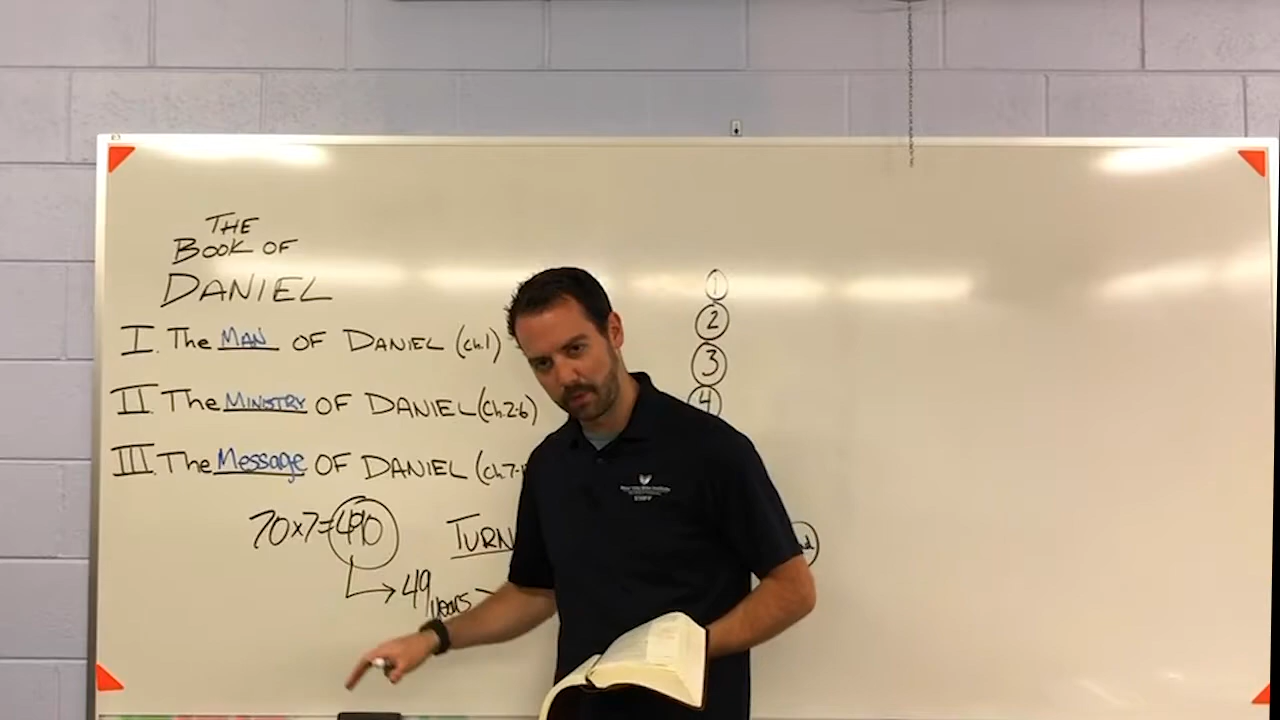 THE
BOOK OF
DANIEL
I. The MAN OF DANIEL (ch.1)
II. The MINISTRY OF DANIEL (ch.2-6)
III. The Message OF DANIEL (ch.7-
70x7=490
49 years
TURN
1
2
3
4
STAFF